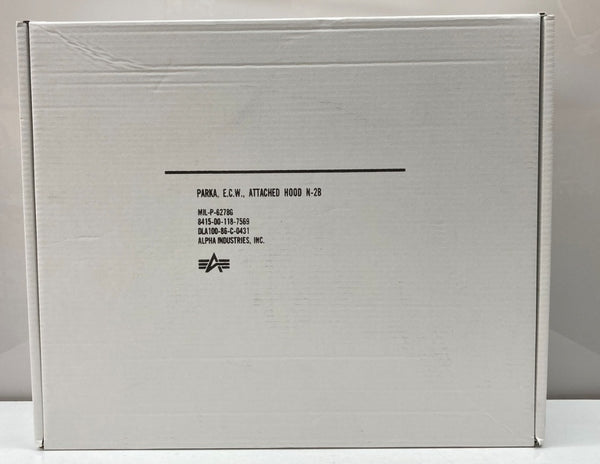 PARKA, E.C.W., ATTACHED HOOD N-2B
MIL-P-6278G
8415-00-118-7569
DLA100-86-C-0431
ALPHA INDUSTRIES, INC.